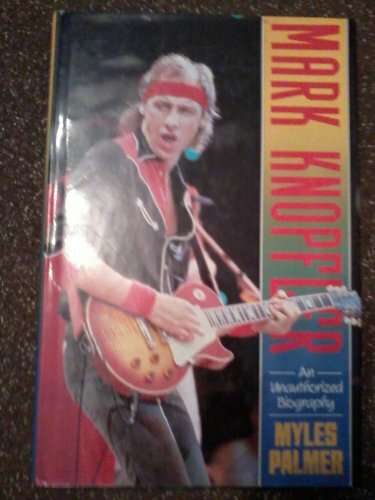 MARK KNOPFLER
An
Unauthorized
Biography
MYLES
PALMER